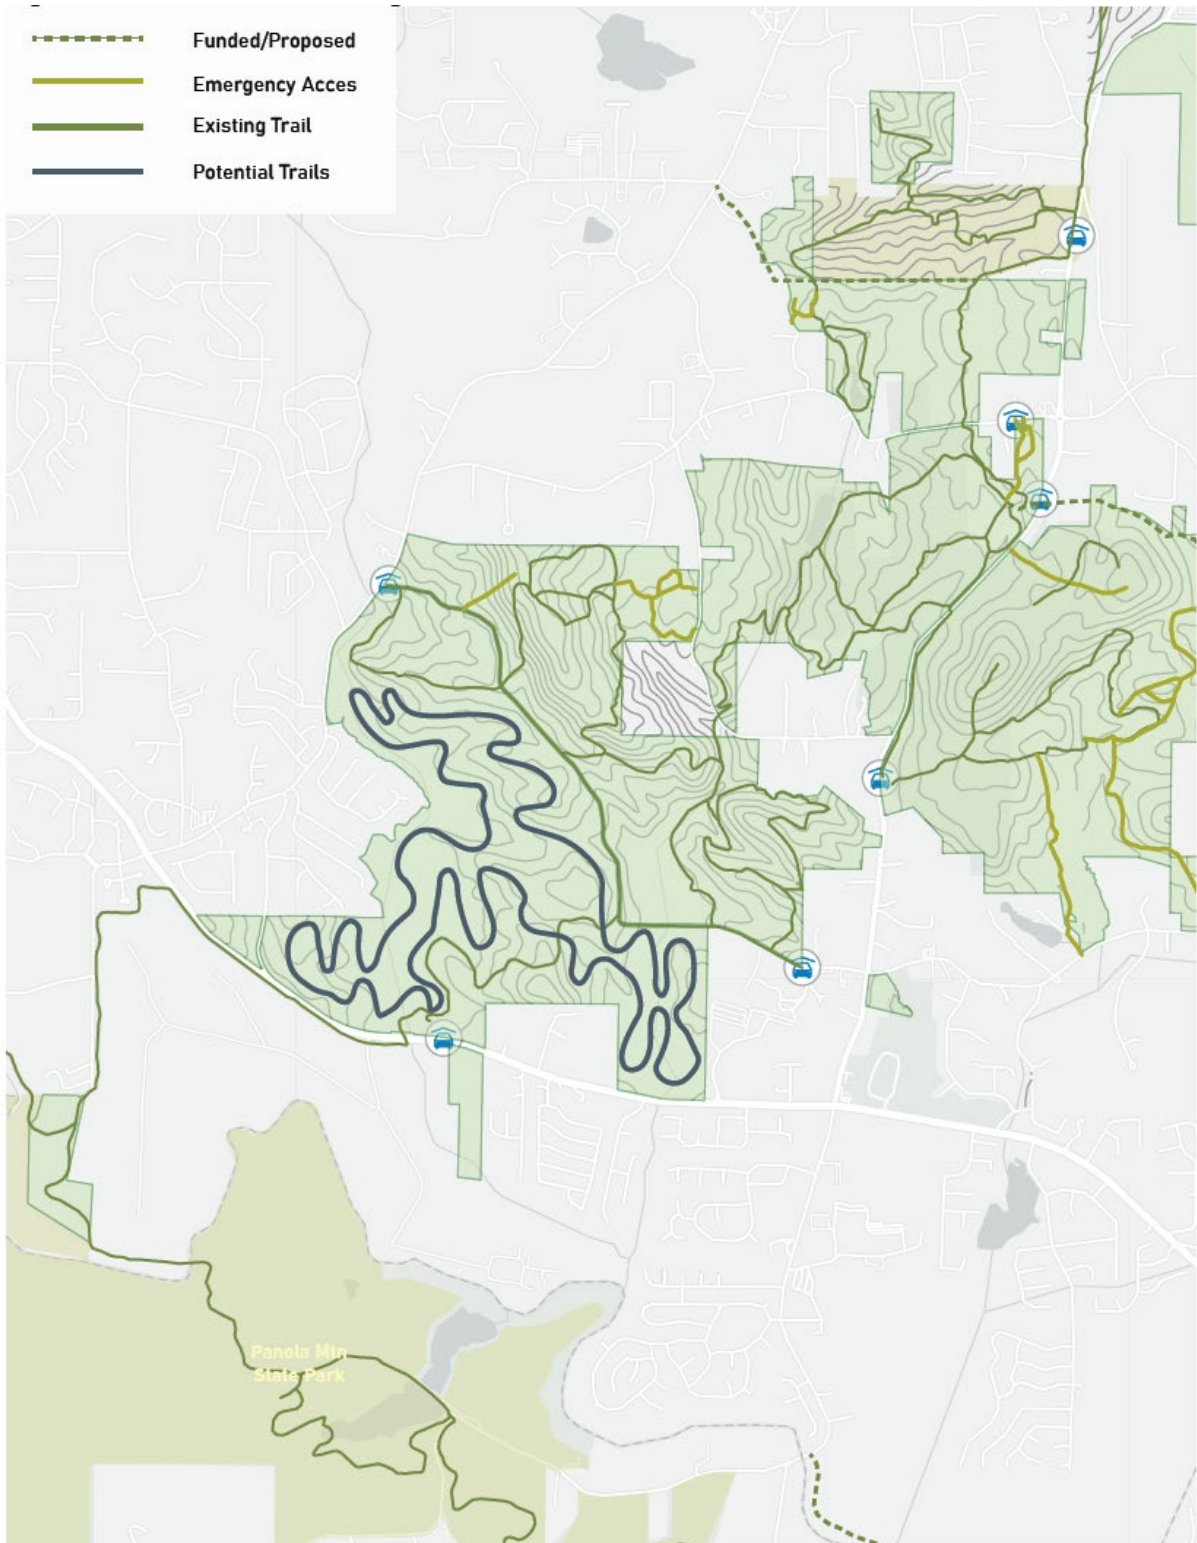 Funded/Proposed
Emergency Acces
Existing Trail
Potential Trails
Panola Mtn
State Park